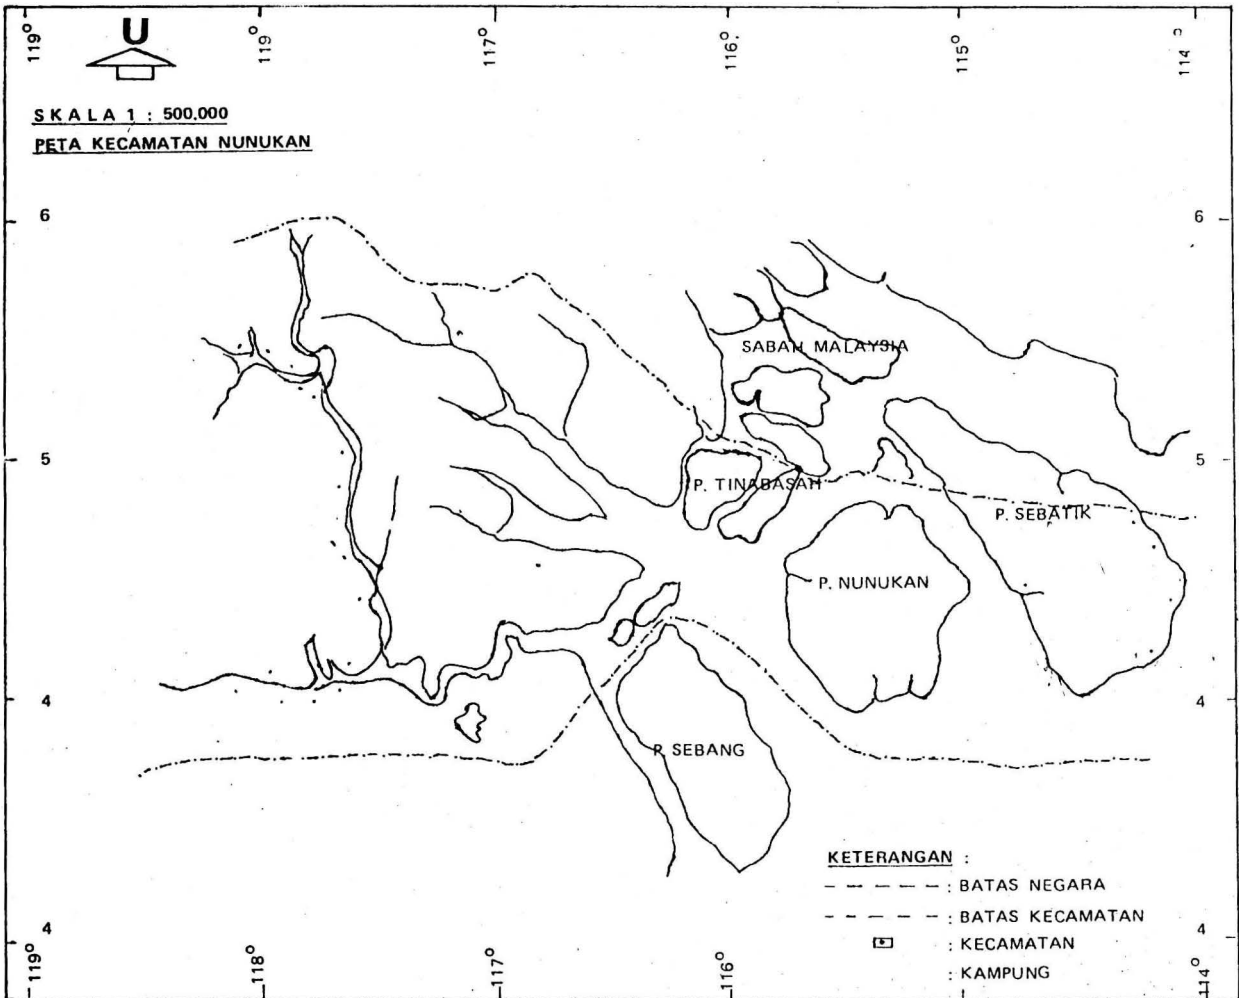 119° 119° 117° 116. 115° 114°
U
SKALA 1 : 500.000
PETA KECAMATAN NUNUKAN
6 6
SABAH MALAYSIA
5 5
P. TINABASAH
P. SEBATIK
P. NUNUKAN
4 4
P. SEBANG
KETERANGAN :
: BATAS NEGARA
: BATAS KECAMATAN
: KECAMATAN
: KAMPUNG
4 4
119° 118° 117° 116° 114°